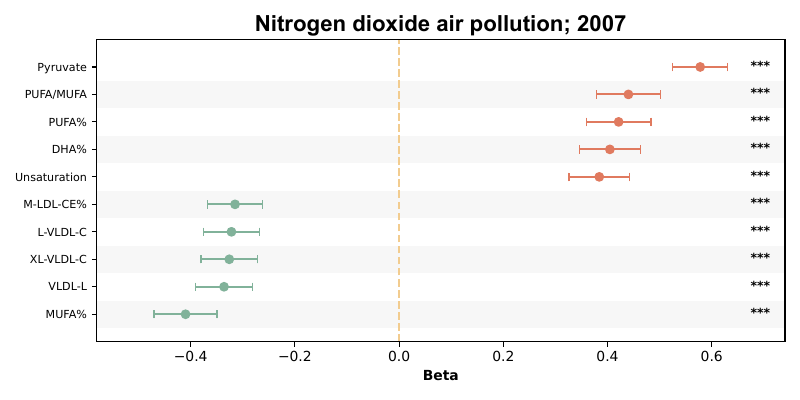 Nitrogen dioxide air pollution; 2007
Pyruvate ***
PUFA/MUFA ***
PUFA% ***
DHA% ***
Unsaturation ***
M-LDL-CE% ***
L-VLDL-C ***
XL-VLDL-C ***
VLDL-L ***
MUFA% ***
−0.4 −0.2 0.0 0.2 0.4 0.6
Beta